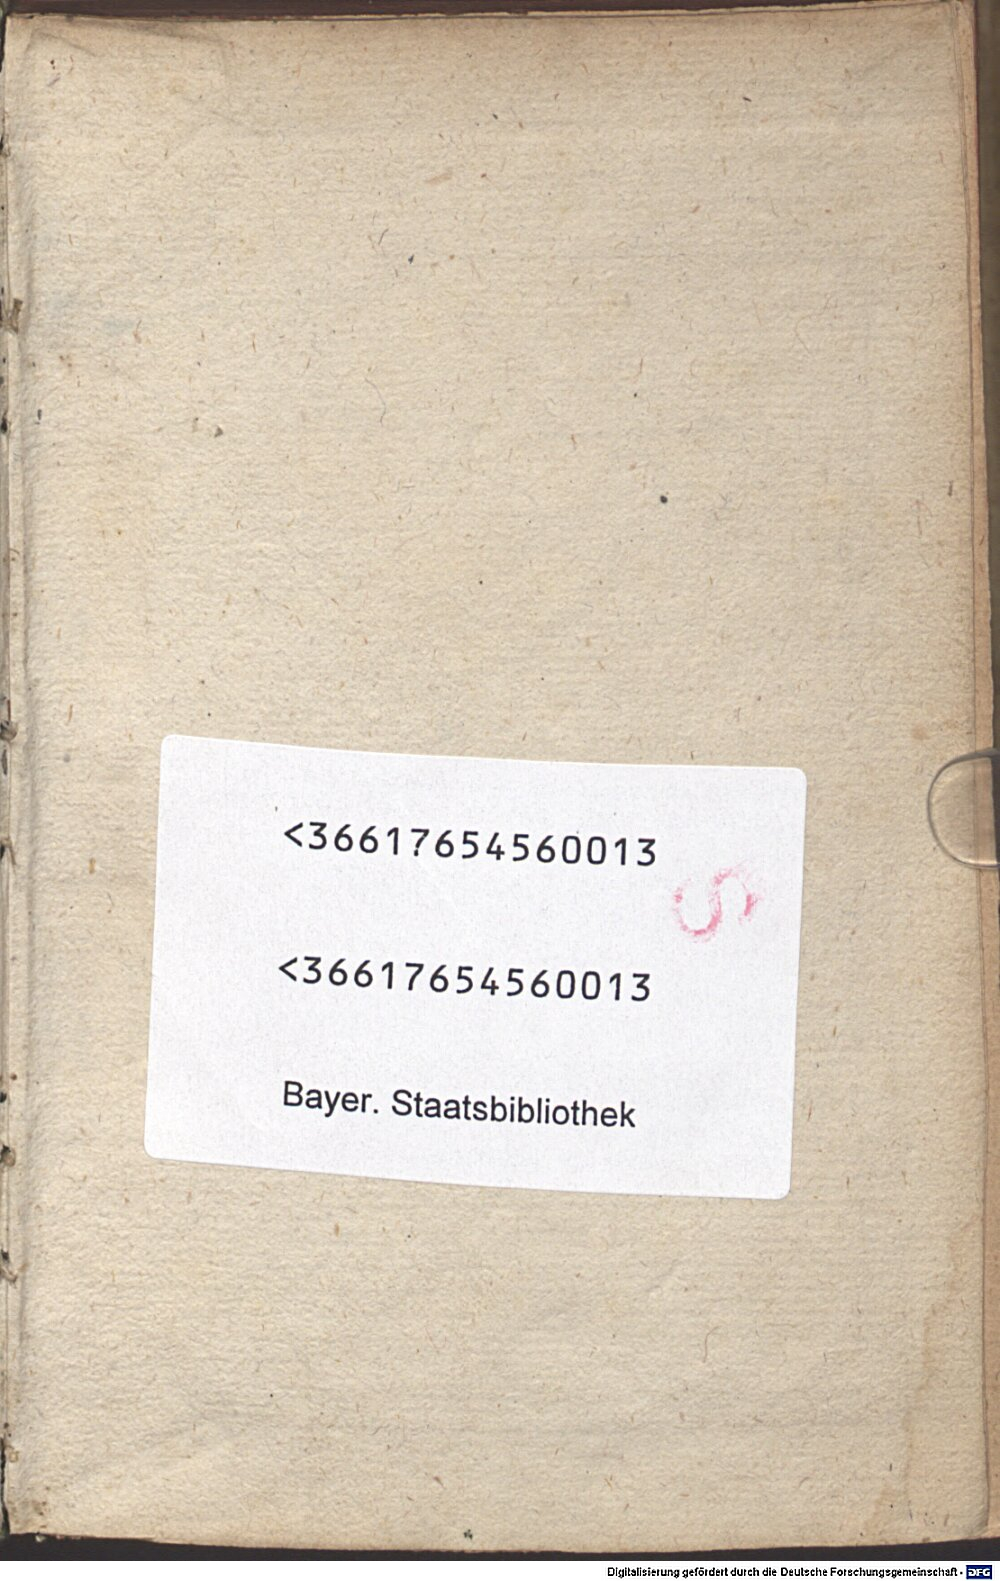 <36617654560013
S
<36617654560013
Bayer. Staatsbibliothek
Digitalisierung gefördert durch die Deutsche Forschungsgemeinschaft - DFG